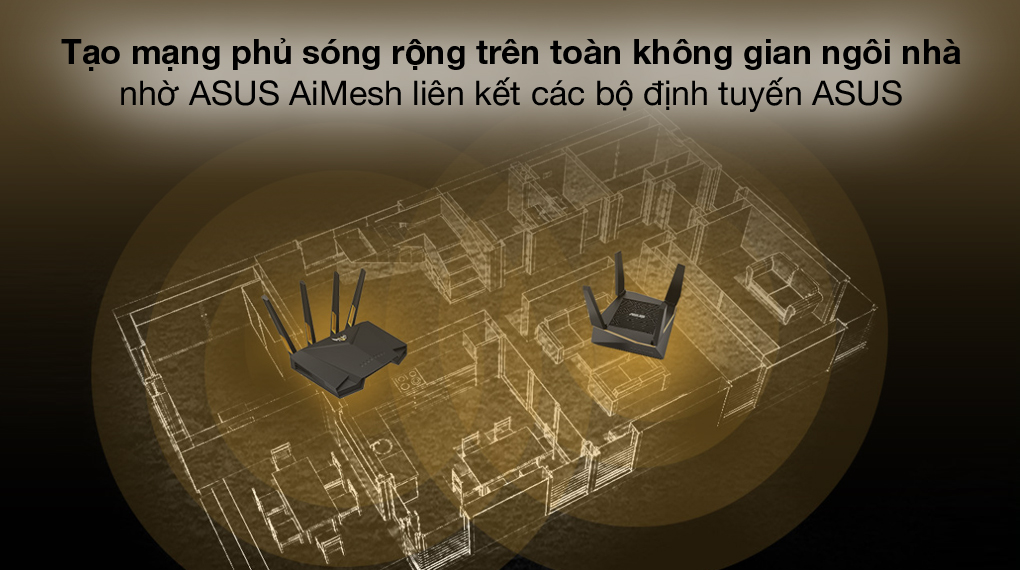 Tạo mạng phủ sóng rộng trên toàn không gian ngôi nhà
nhờ ASUS AiMesh liên kết các bộ định tuyến ASUS
ASUS